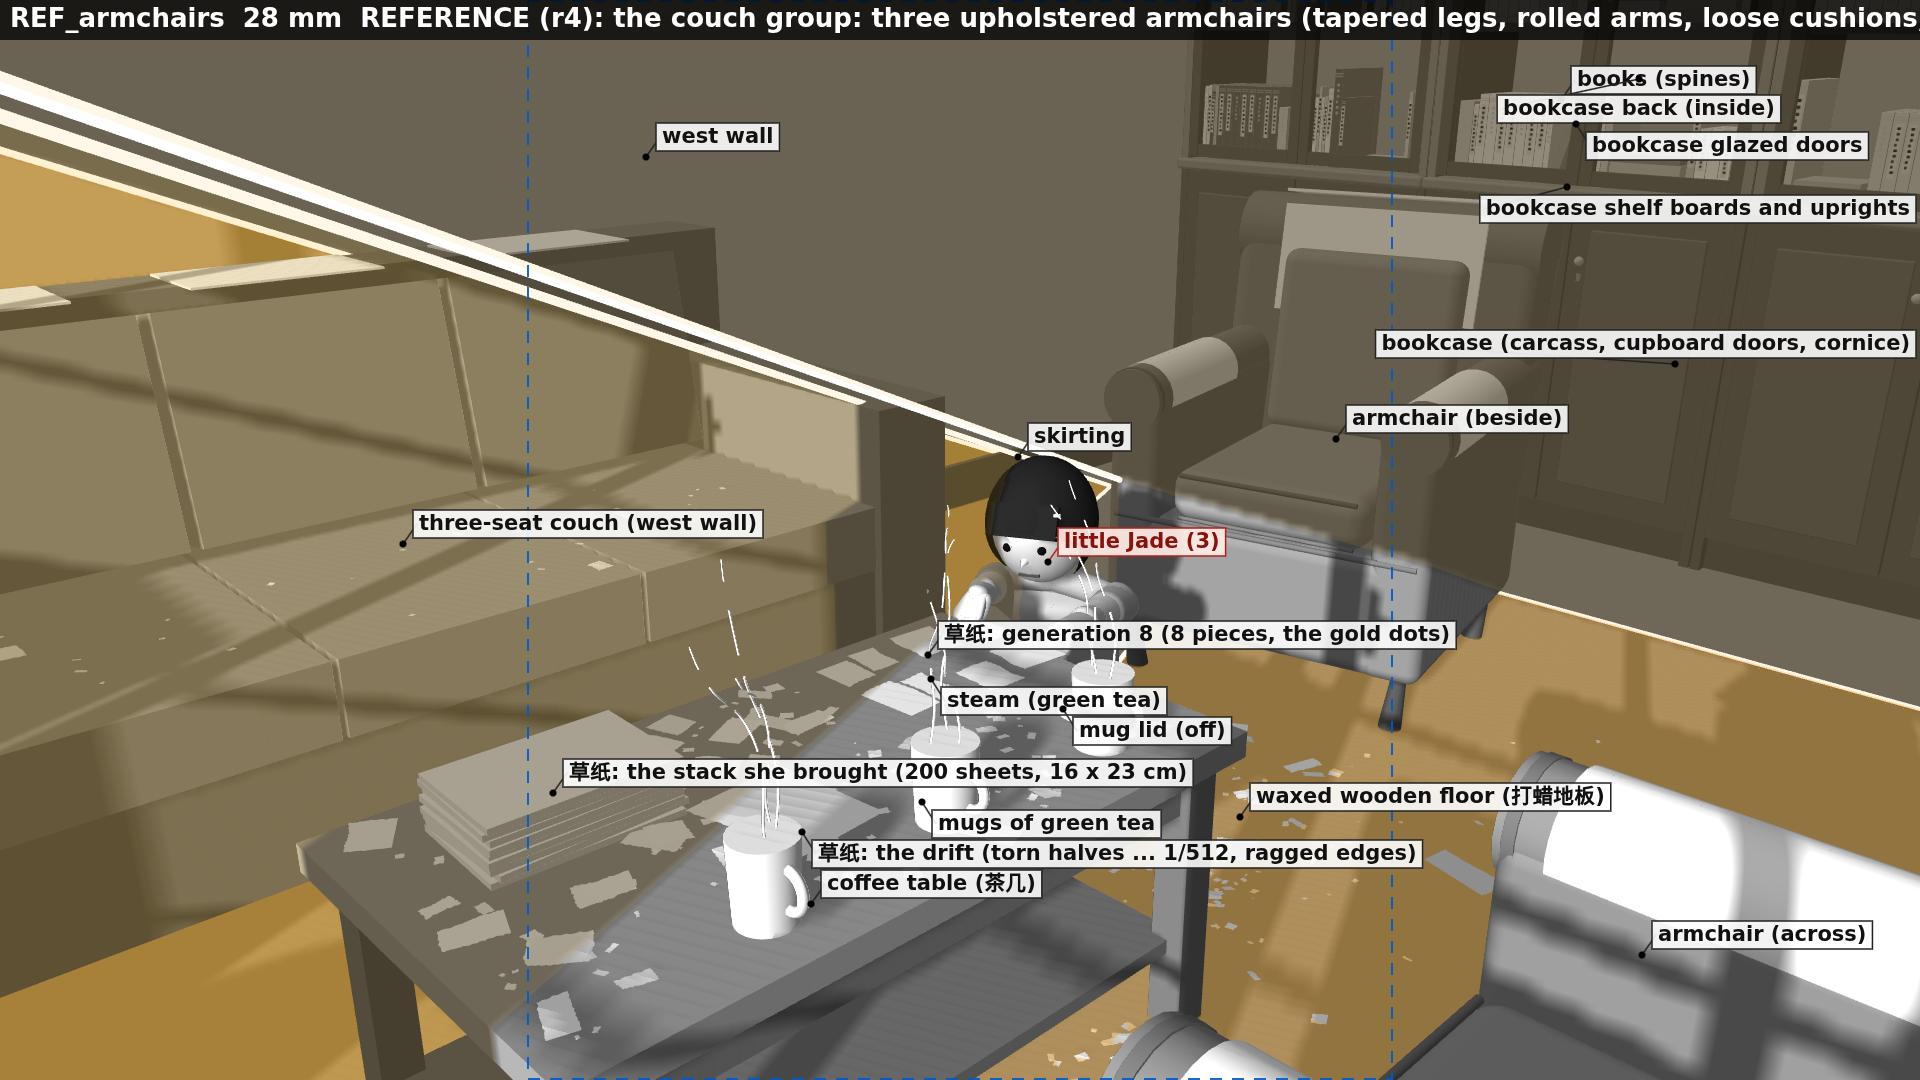 REF_armchairs  28 mm  REFERENCE (r4): the couch group: three upholstered armchairs (tapered legs, rolled arms, loose cushions,
books (spines)
bookcase back (inside)
west wall
bookcase glazed doors
bookcase shelf boards and uprights
bookcase (carcass, cupboard doors, cornice)
armchair (beside)
skirting
three-seat couch (west wall)
little Jade (3)
草纸: generation 8 (8 pieces, the gold dots)
steam (green tea)
mug lid (off)
草纸: the stack she brought (200 sheets, 16 x 23 cm)
waxed wooden floor (打蜡地板)
mugs of green tea
草纸: the drift (torn halves ... 1/512, ragged edges)
coffee table (茶几)
armchair (across)